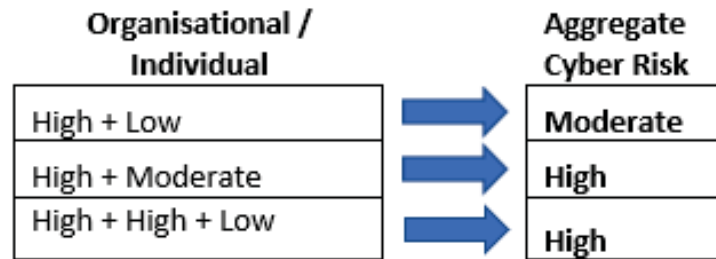 Organisational /
Individual
Aggregate
Cyber Risk
High + Low
Moderate
High + Moderate
High
High + High + Low
High